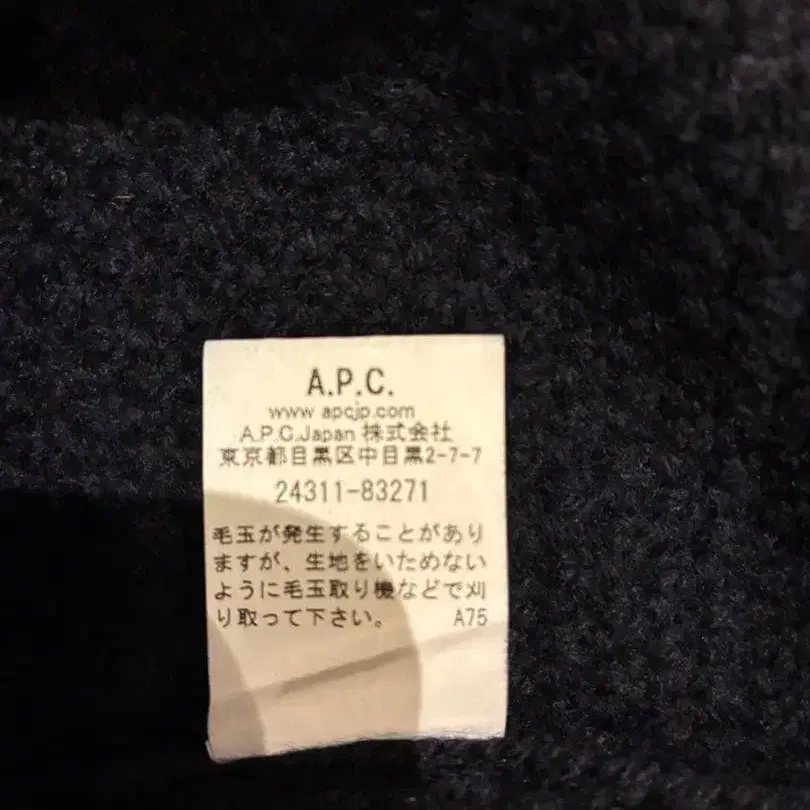 A.P.C.
www apcjp.com
A.P.C.Japan 株式会社
東京都目黒区中目黒2-7-7
24311-83271
毛玉が発生することがあり
ますが、生地をいためない
ように毛玉取り機などで刈
り取って下さい。 A75